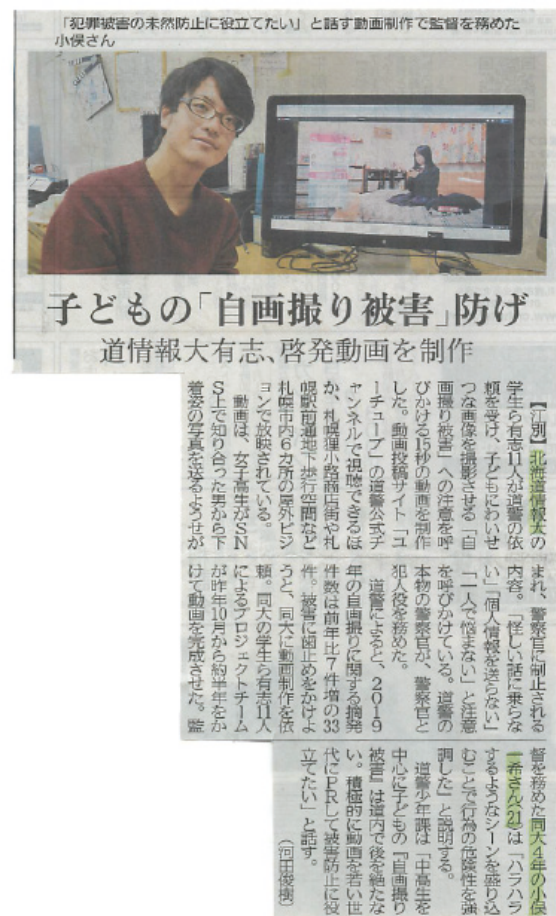 「犯罪被害の未然防止に役立てたい」と話す動画制作で監督を務めた
小俣さん
子どもの「自画撮り被害」防げ
道情報大有志、啓発動画を制作
【江別】北海道情報大の
学生ら有志11人が道警の依
頼を受け、子どもにわいせ
つな画像を撮影させる「自
画撮り被害」への注意を呼
びかける15秒の動画を制作
した。動画投稿サイト「ユ
ーチューブ」の道警公式チ
ャンネルで視聴できるほ
か、札幌狸小路商店街や札
幌駅前通地下歩行空間など
札幌市内6カ所の屋外ビジ
ョンで放映されている。
動画は、女子高生がSN
S上で知り合った男から下
着姿の写真を送るようせが
まれ、警察官に制止される
内容。「怪しい話に乗らな
い」「個人情報を送らない」
「一人で悩まない」と注意
を呼びかけている。道警の
本物の警察官が、警察官と
犯人役を務めた。
道警によると、2019
年の自画撮りに関する摘発
件数は前年比7件増の33
件。被害に歯止めをかけよ
うと、同大に動画制作を依
頼。同大の学生ら有志11人
によるプロジェクトチーム
が昨年10月から約半年をか
けて動画を完成させた。監
督を務めた同大4年の小俣
一希さん(21)は「ハラハラ
するようなシーンを盛り込
むことで行為の危険性を強
調した」と説明する。
道警少年課は「中高生を
中心に子どもの『自画撮り
被害』は道内で後を絶たな
い。積極的に動画を若い世
代にPRして被害防止に役
立てたい」と話す。
(河田俊樹)